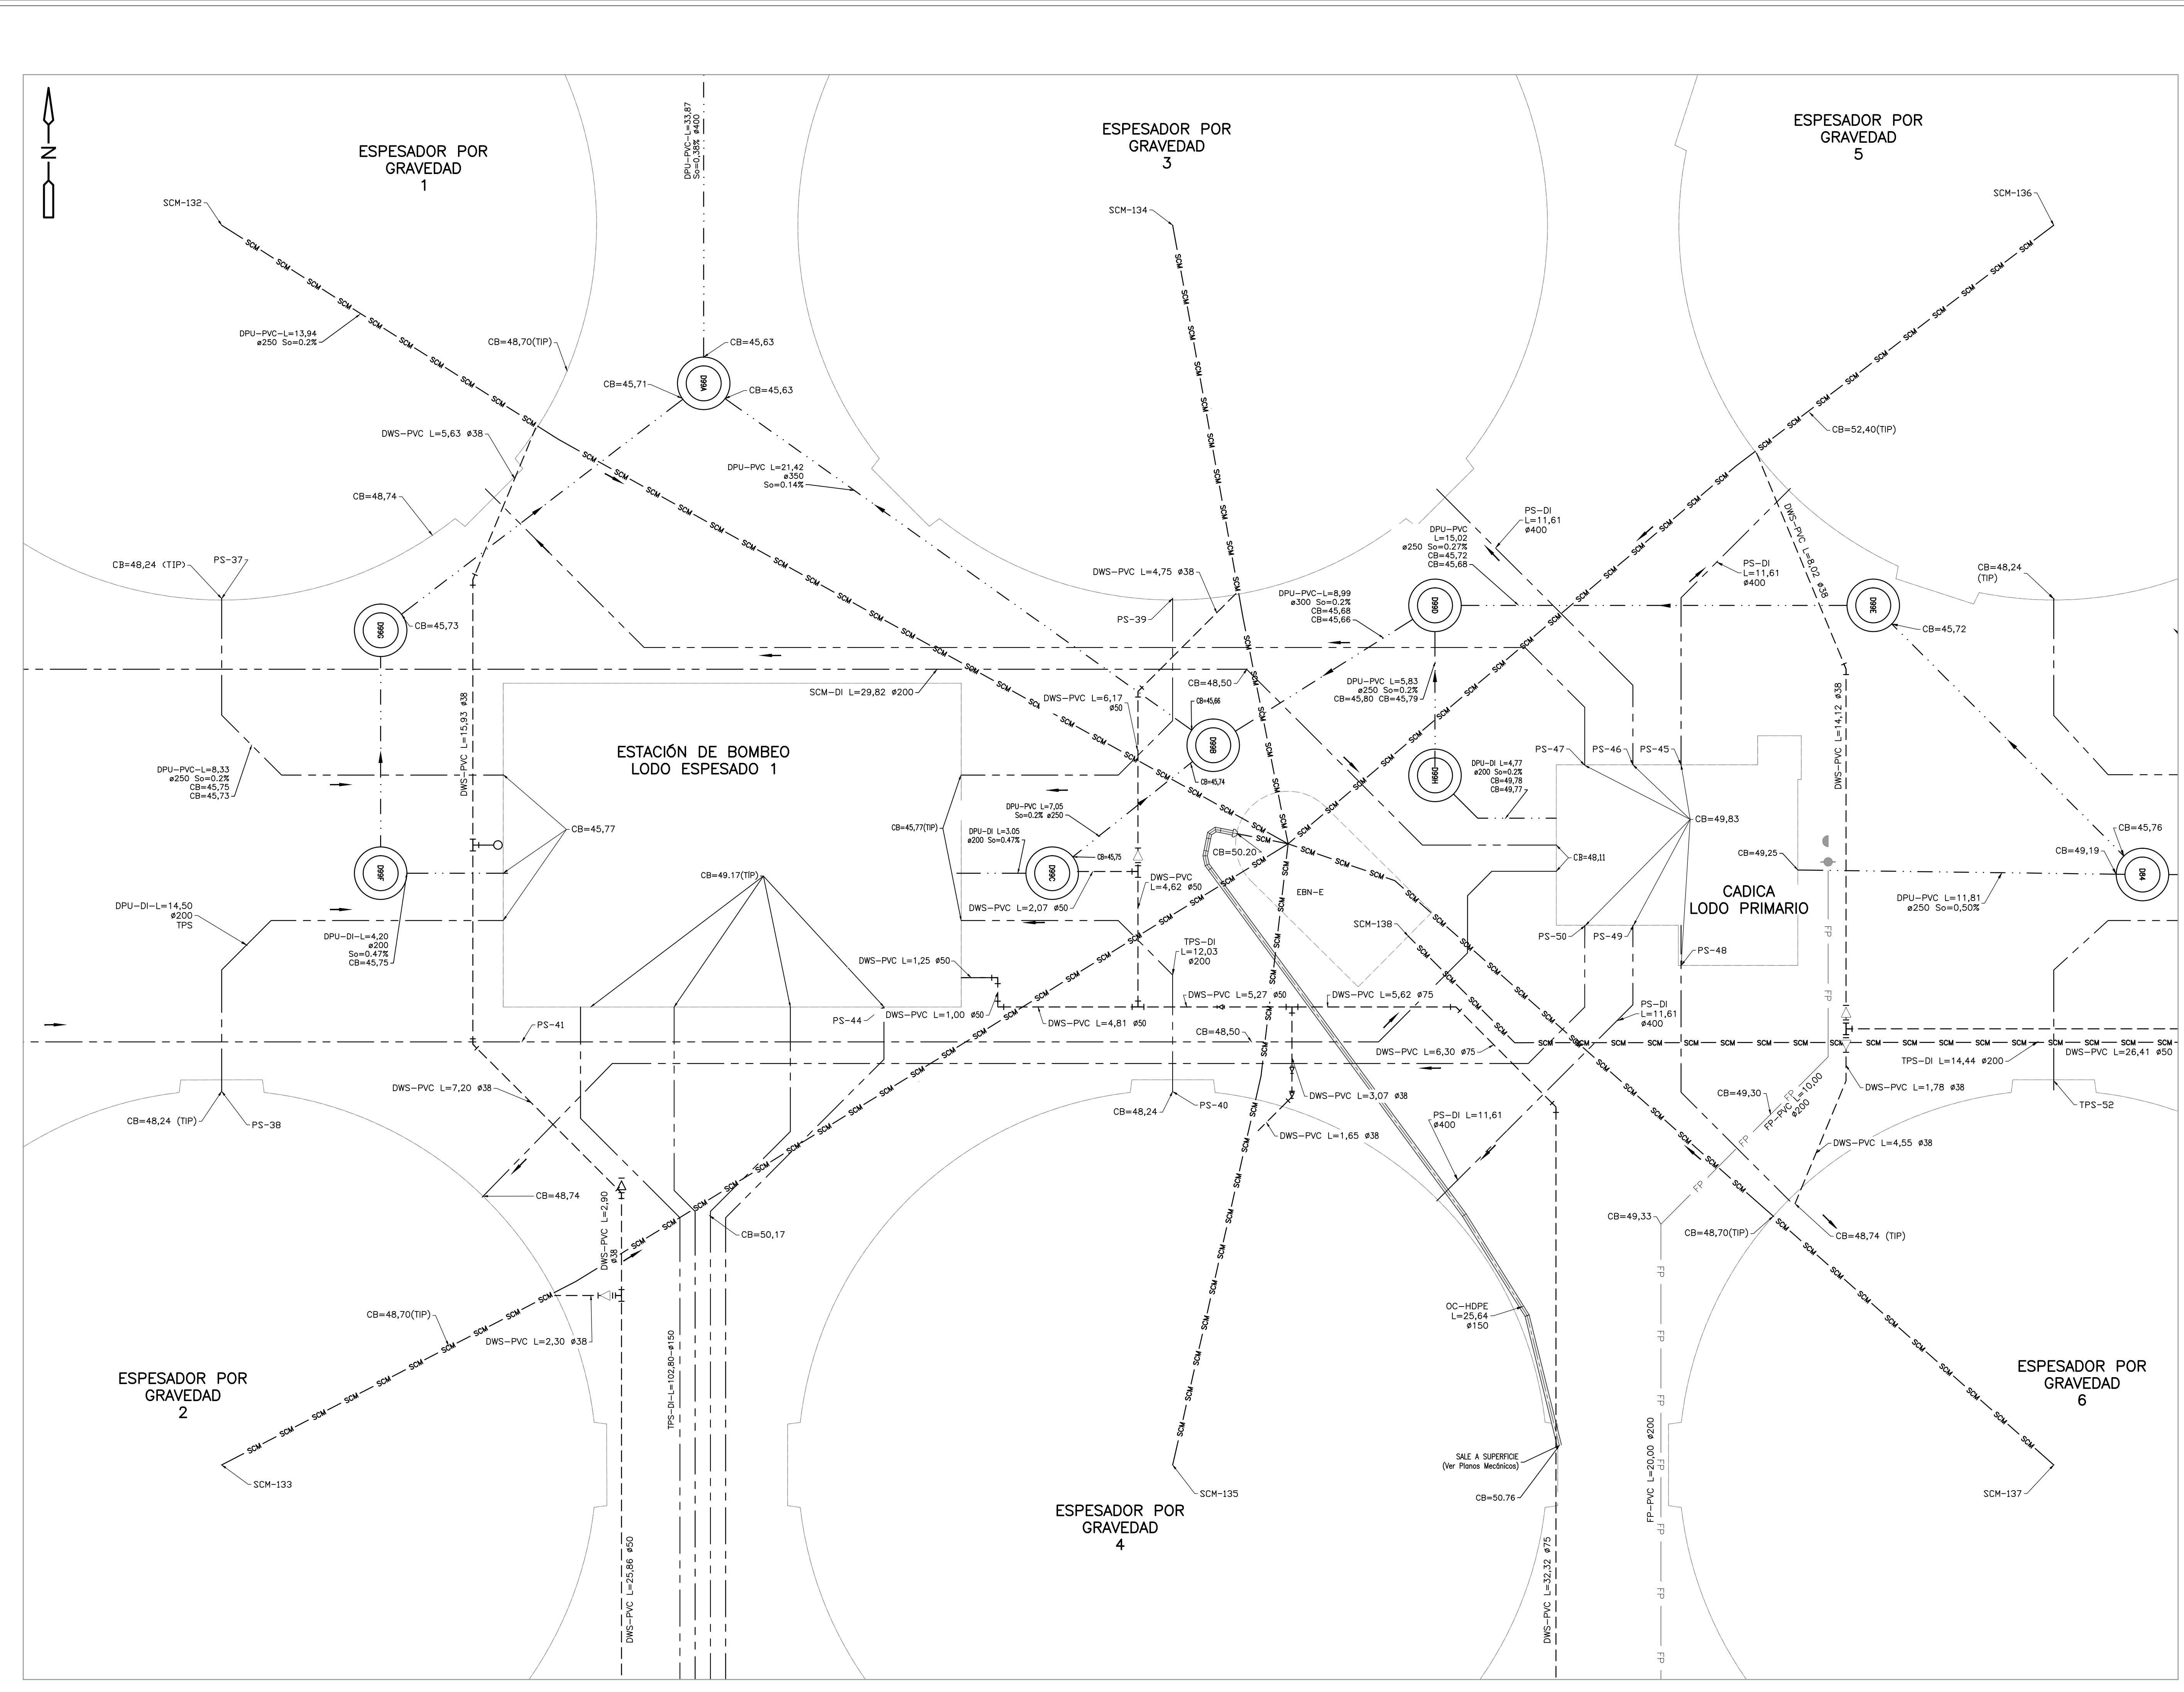 N
ESPESADOR POR
GRAVEDAD
1
DPU-PVC-L=33,87
So=0,38% ø400
ESPESADOR POR
GRAVEDAD
3
ESPESADOR POR
GRAVEDAD
5
SCM-132
SCM-134
SCM-136
DPU-PVC-L=13,94
ø250 So=0.2%
CB=48,70(TIP)
CB=45,63
D99A
CB=45,71
CB=45,63
DWS-PVC L=5,63 ø38
CB=52,40(TIP)
DPU-PVC L=21,42
ø350
So=0.14%
CB=48,74
PS-DI
L=11,61
ø400
DPU-PVC
L=15,02
ø250 So=0.27%
CB=45,72
CB=45,68
DWS-PVC L=8,02 ø38
CB=48,24 (TIP)
PS-37
DWS-PVC L=4,75 ø38
PS-DI
L=11,61
ø400
CB=48,24
(TIP)
DPU-PVC-L=8,99
ø300 So=0.2%
CB=45,68
CB=45,66
D99G
CB=45,73
PS-39
D99D
D99E
CB=45,72
SCM-DI L=29,82 ø200
DWS-PVC L=6,17
ø50
CB=48,50
DPU-PVC L=5,83
ø250 So=0.2%
CB=45,80 CB=45,79
CB=45,66
DWS-PVC L=15,93 ø38
DWS-PVC L=14,12 ø38
ESTACIÓN DE BOMBEO
LODO ESPESADO 1
D99B
PS-47
PS-46
PS-45
DPU-PVC-L=8,33
ø250 So=0.2%
CB=45,75
CB=45,73
CB=45,74
D99H
DPU-DI L=4,77
ø200 So=0.2%
CB=49,78
CB=49,77
DPU-PVC L=7,05
So=0.2% ø250
CB=45,77
CB=45,77(TIP)
DPU-DI L=3.05
ø200 So=0.47%
CB=49,83
CB=45,76
CB=50.20
CB=45,75
CB=48,11
CB=49,25
CB=49,19
D99F
CB=49.17(TIP)
D99C
DWS-PVC
L=4,62 ø50
EBN-E
CADICA
LODO PRIMARIO
D84
DPU-PVC L=11,81
ø250 So=0,50%
DPU-DI-L=14,50
ø200
TPS
DWS-PVC L=2,07 ø50
SCM-138
PS-50
PS-49
PS-48
DPU-DI-L=4,20
ø200
So=0.47%
CB=45,75
DWS-PVC L=1,25 ø50
TPS-DI
L=12,03
ø200
DWS-PVC L=5,27 ø50
DWS-PVC L=5,62 ø75
PS-DI
L=11,61
ø400
PS-41
PS-44
DWS-PVC L=1,00 ø50
DWS-PVC L=4,81 ø50
CB=48,50
DWS-PVC L=6,30 ø75
TPS-DI L=14,44 ø200
DWS-PVC L=26,41 ø50
DWS-PVC L=7,20 ø38
DWS-PVC L=3,07 ø38
CB=49,30
FP-PVC L=10,00
ø200
DWS-PVC L=1,78 ø38
CB=48,24 (TIP)
PS-38
CB=48,24
PS-40
TPS-52
DWS-PVC L=1,65 ø38
PS-DI L=11,61
ø400
DWS-PVC L=4,55 ø38
CB=48,74
DWS-PVC L=2,90
ø38
CB=50,17
CB=49,33
CB=48,70(TIP)
CB=48,74 (TIP)
CB=48,70(TIP)
DWS-PVC L=2,30 ø38
TPS-DI-L=102,80-ø150
OC-HDPE
L=25,64
ø150
ESPESADOR POR
GRAVEDAD
2
ESPESADOR POR
GRAVEDAD
6
FP-PVC L=20,00 ø200
SALE A SUPERFICIE
(Ver Planos Mecánicos)
SCM-133
SCM-135
CB=50.76
SCM-137
ESPESADOR POR
GRAVEDAD
4
DWS-PVC L=25,86 ø50
DWS-PVC L=32,32 ø75
SCM
FP